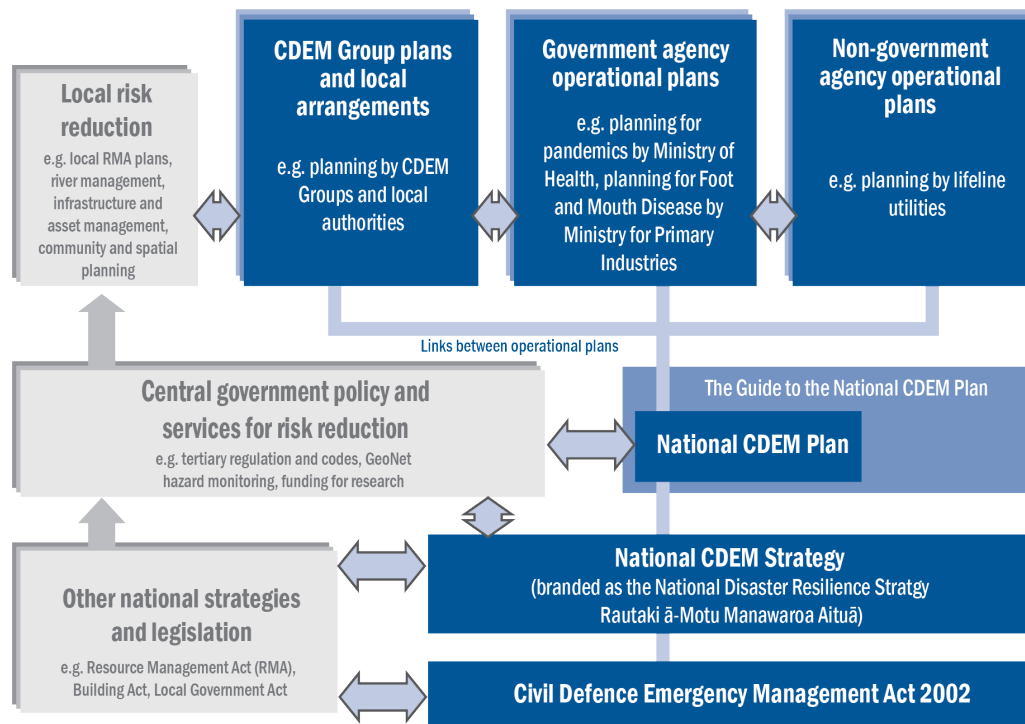 Local risk
reduction
e.g. local RMA plans,
river management,
infrastructure and
asset management,
community and spatial
planning
CDEM Group plans
and local
arrangements
e.g. planning by CDEM
Groups and local
authorities
Government agency
operational plans
e.g. planning for
pandemics by Ministry of
Health, planning for Foot
and Mouth Disease by
Ministry for Primary
Industries
Non-government
agency operational
plans
e.g. planning by lifeline
utilities
Links between operational plans
Central government policy and
services for risk reduction
e.g. tertiary regulation and codes, GeoNet
hazard monitoring, funding for research
The Guide to the National CDEM Plan
National CDEM Plan
Other national strategies
and legislation
e.g. Resource Management Act (RMA),
Building Act, Local Government Act
National CDEM Strategy
(branded as the National Disaster Resilience Stratgy
Rautaki ā-Motu Manawaroa Aituā)
Civil Defence Emergency Management Act 2002